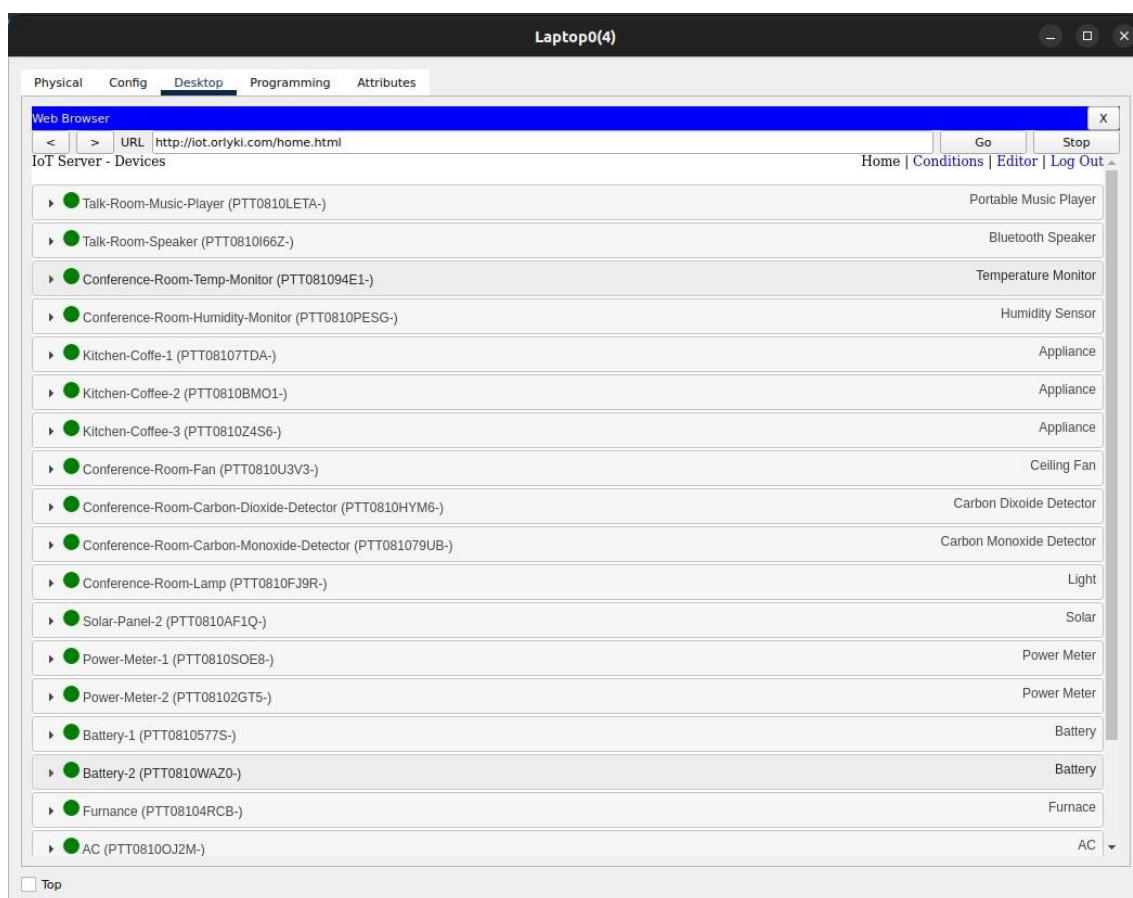 Laptop0(4)
Physical Config Desktop Programming Attributes
Web Browser X
< > URL http://iot.orlyki.com/home.html Go Stop
IoT Server - Devices Home | Conditions | Editor | Log Out
Talk-Room-Music-Player (PTT0810LETA-) Portable Music Player
Talk-Room-Speaker (PTT0810I66Z-) Bluetooth Speaker
Conference-Room-Temp-Monitor (PTT081094E1-) Temperature Monitor
Conference-Room-Humidity-Monitor (PTT0810PESG-) Humidity Sensor
Kitchen-Coffe-1 (PTT08107TDA-) Appliance
Kitchen-Coffee-2 (PTT0810BMO1-) Appliance
Kitchen-Coffee-3 (PTT0810Z4S6-) Appliance
Conference-Room-Fan (PTT0810U3V3-) Ceiling Fan
Conference-Room-Carbon-Dioxide-Detector (PTT0810HYM6-) Carbon Dixoide Detector
Conference-Room-Carbon-Monoxide-Detector (PTT081079UB-) Carbon Monoxide Detector
Conference-Room-Lamp (PTT0810FJ9R-) Light
Solar-Panel-2 (PTT0810AF1Q-) Solar
Power-Meter-1 (PTT0810SOE8-) Power Meter
Power-Meter-2 (PTT08102GT5-) Power Meter
Battery-1 (PTT0810577S-) Battery
Battery-2 (PTT0810WAZ0-) Battery
Furnance (PTT08104RCB-) Furnace
AC (PTT0810OJ2M-) AC
Top